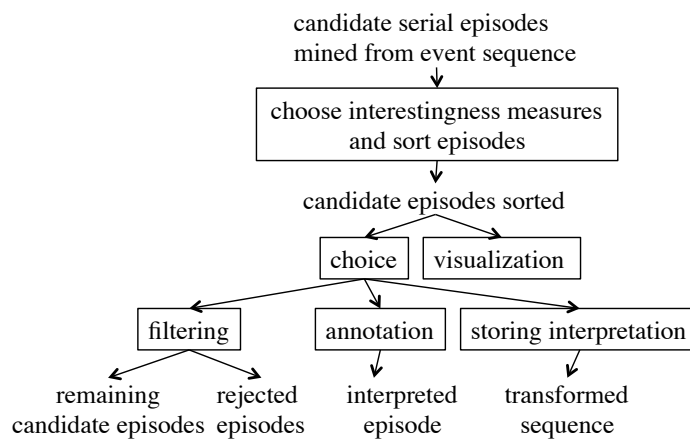 candidate serial episodes
mined from event sequence
choose interestingness measures
and sort episodes
candidate episodes sorted
choice
visualization
filtering
annotation
storing interpretation
remaining
candidate episodes
rejected
episodes
interpreted
episode
transformed
sequence